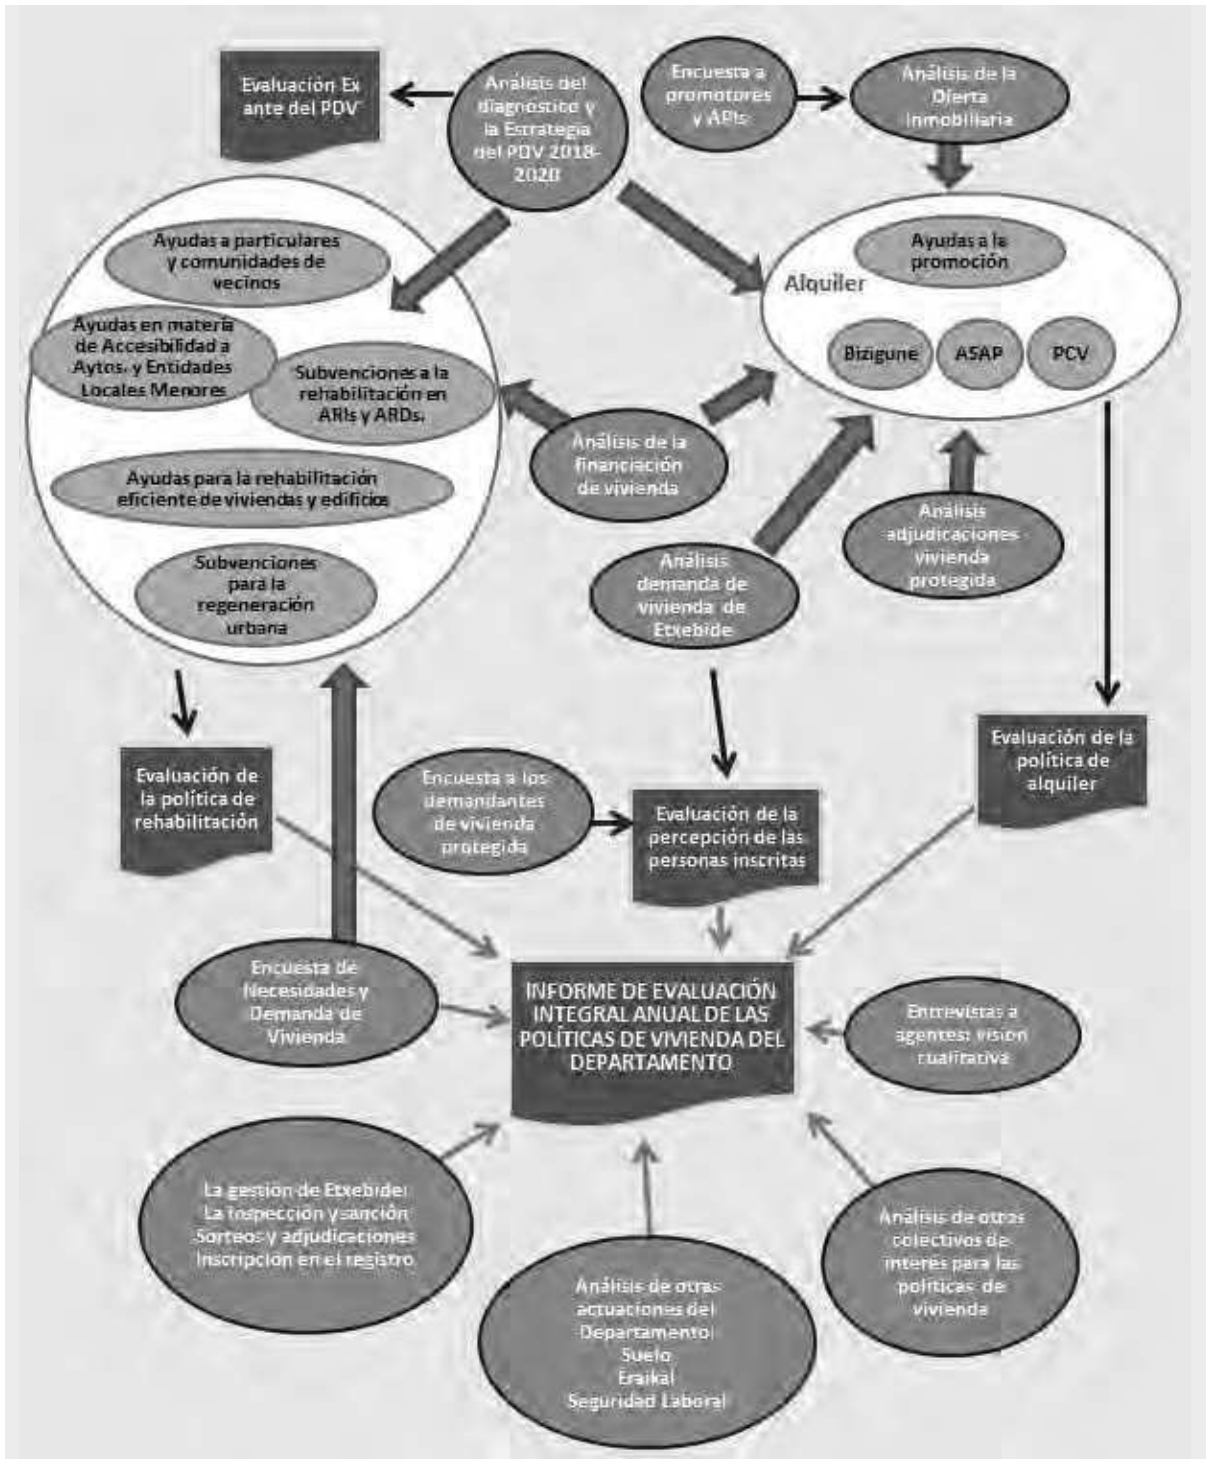 Evaluación Ex
ante del PDV
Análisis del
diagnóstico y
la Estrategia
del PDV 2018-
2020
Encuesta a
promotores
y APIs
Análisis de la
Oferta
Inmobiliaria
Ayudas a particulares
y comunidades de
vecinos
Ayudas en materia
de Accesibilidad a
Aytos. y Entidades
Locales Menores
Subvenciones a la
rehabilitación en
ARIs y ARDs.
Ayudas para la rehabilitación
eficiente de viviendas y edificios
Subvenciones
para la
regeneración
urbana
Ayudas a la
promoción
Alquiler
Bizigune
ASAP
PCV
Análisis de la
financiación
de vivienda
Análisis
demanda de
vivienda de
Etxebide
Análisis
adjudicaciones
vivienda
protegida
Evaluación de
la política de
rehabilitación
Encuesta a los
demandantes
de vivienda
protegida
Evaluación de la
percepción de las
personas inscritas
Evaluación de la
política de
alquiler
Encuesta de
Necesidades y
Demanda de
Vivienda
INFORME DE EVALUACIÓN
INTEGRAL ANUAL DE LAS
POLÍTICAS DE VIVIENDA DEL
DEPARTAMENTO
Entrevistas a
agentes: visión
cualitativa
La gestión de Etxebide:
La inspección y sanción
Sorteos y adjudicaciones
Inscripción en el registro
Análisis de otras
actuaciones del
Departamento:
Suelo
Eraikal
Seguridad Laboral
Análisis de otros
colectivos de
interés para las
políticas de
vivienda